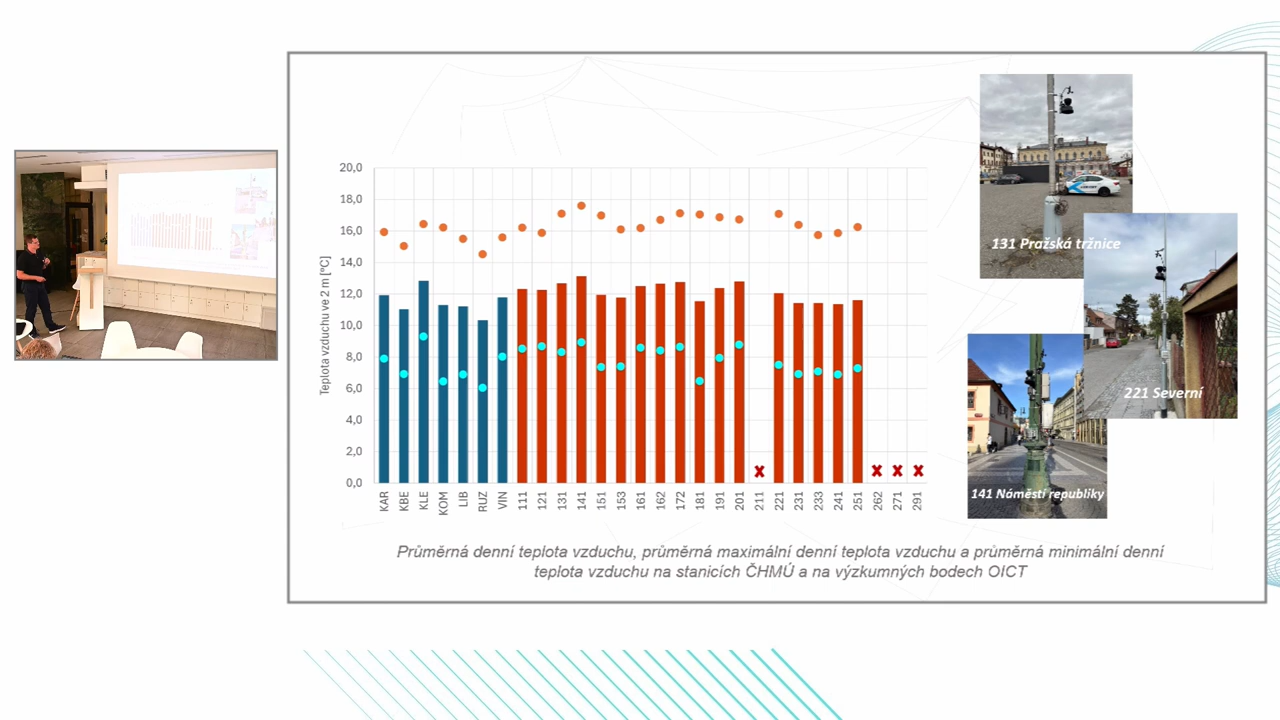 20,0
18,0
16,0
14,0
12,0
10,0
8,0
6,0
4,0
2,0
0,0
Teplota vzduchu ve 2 m [°C]
KAR KBE KLE KOM LIB RUZ VIN 111 121 131 141 151 153 161 162 172 181 191 201 211 221 231 233 241 251 262 271 291
131 Pražská tržnice
221 Severní
141 Náměstí republiky
Průměrná denní teplota vzduchu, průměrná maximální denní teplota vzduchu a průměrná minimální denní
teplota vzduchu na stanicích ČHMÚ a na výzkumných bodech OICT